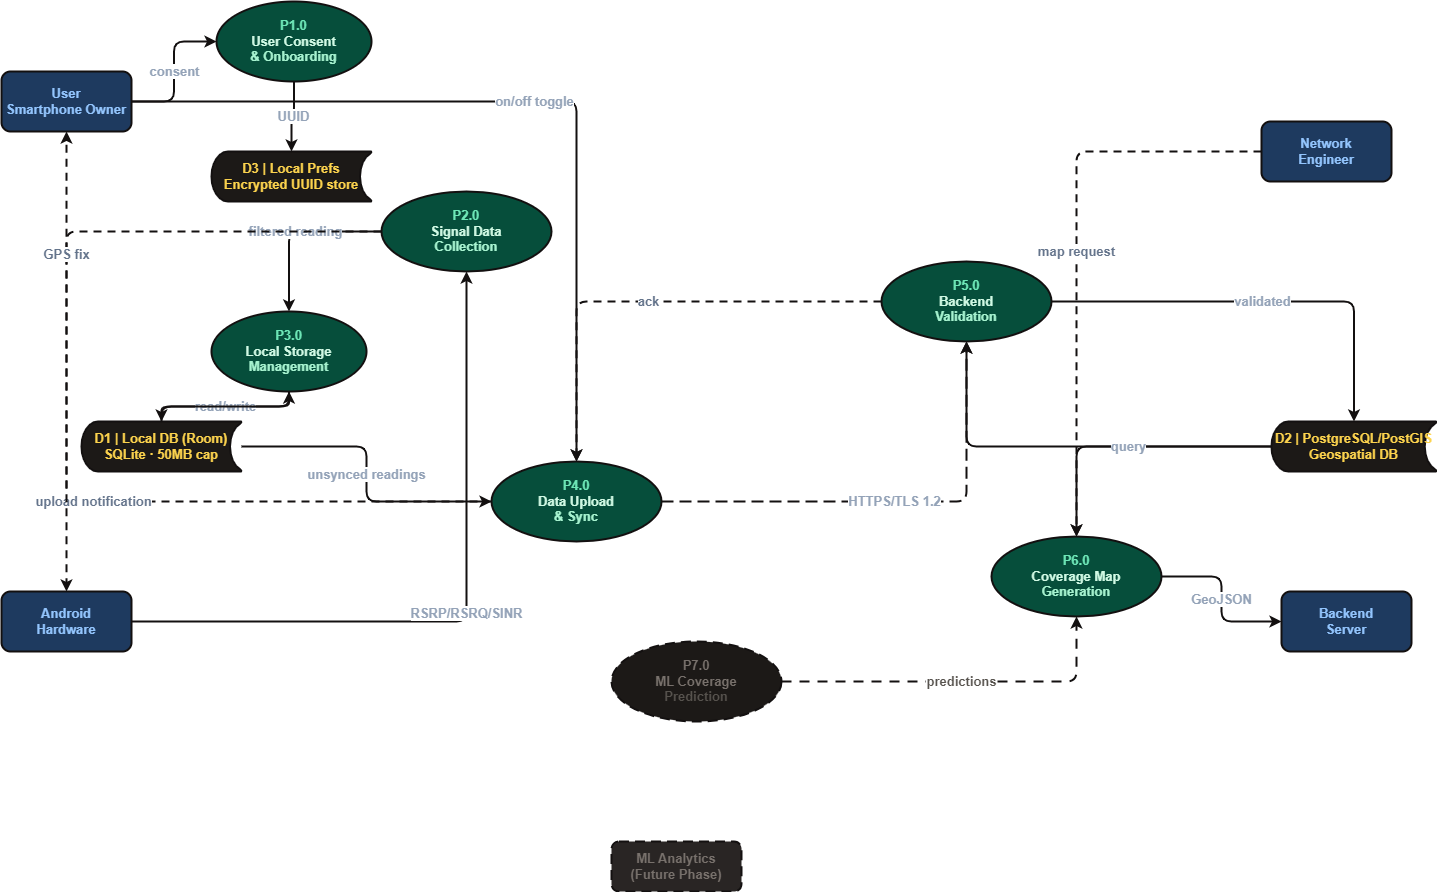 P1.0
User Consent
& Onboarding
consent
User
Smartphone Owner
on/off toggle
UUID
Network
Engineer
D3 | Local Prefs
Encrypted UUID store
P2.0
Signal Data
Collection
filtered reading
GPS fix
map request
P5.0
Backend
Validation
ack
validated
P3.0
Local Storage
Management
read/write
D1 | Local DB (Room)
SQLite · 50MB cap
unsynced readings
query
D2 | PostgreSQL/PostGIS
Geospatial DB
upload notification
P4.0
Data Upload
& Sync
HTTPS/TLS 1.2
P6.0
Coverage Map
Generation
GeoJSON
Android
Hardware
RSRP/RSRQ/SINR
Backend
Server
P7.0
ML Coverage
Prediction
predictions
ML Analytics
(Future Phase)